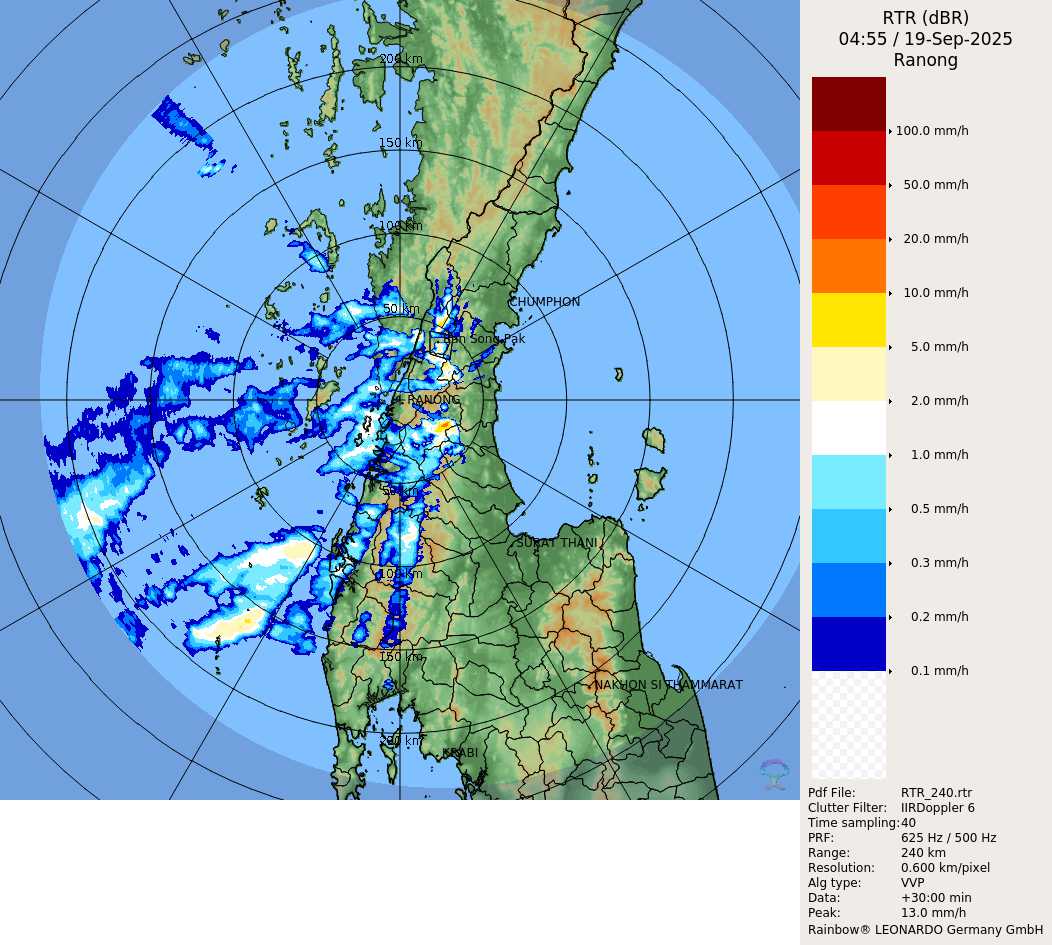 RTR (dBR)
04:55 / 19-Sep-2025
Ranong
100.0 mm/h
50.0 mm/h
20.0 mm/h
10.0 mm/h
5.0 mm/h
2.0 mm/h
1.0 mm/h
0.5 mm/h
0.3 mm/h
0.2 mm/h
0.1 mm/h
Pdf File: RTR_240.rtr
Clutter Filter: IIRDoppler 6
Time sampling: 40
PRF: 625 Hz / 500 Hz
Range: 240 km
Resolution: 0.600 km/pixel
Alg type: VVP
Data: +30:00 min
Peak: 13.0 mm/h
Rainbow® LEONARDO Germany GmbH
200 km
150 km
100 km
CHUMPHON
50 km
Ban Song Pak
RANONG
50 km
SURAT THANI
100 km
150 km
NAKHON SI THAMMARAT
200 km
KRABI